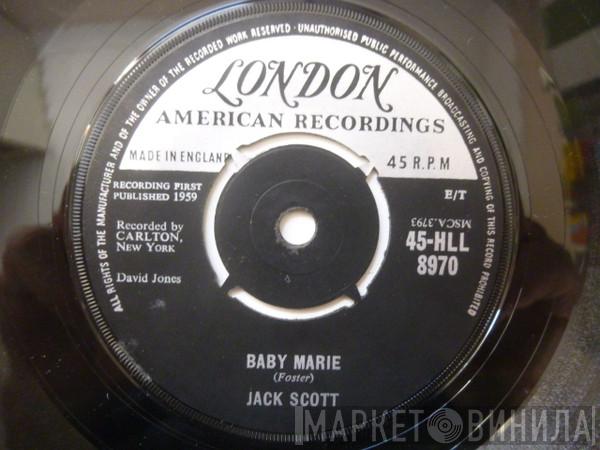 ALL RIGHTS OF THE MANUFACTURER AND OF THE OWNER OF THE RECORDED WORK RESERVED · UNAUTHORISED PUBLIC PERFORMANCE BROADCASTING AND COPYING OF THIS RECORD PROHIBITED
LONDON
AMERICAN RECORDINGS
MADE IN ENGLAND
45 R.P.M
RECORDING FIRST
PUBLISHED 1959
E/T
MSCA.3793
Recorded by
CARLTON,
NEW YORK
45-HLL
8970
David Jones
BABY MARIE
(Foster)
JACK SCOTT
МАРКЕТ ВИНИЛА